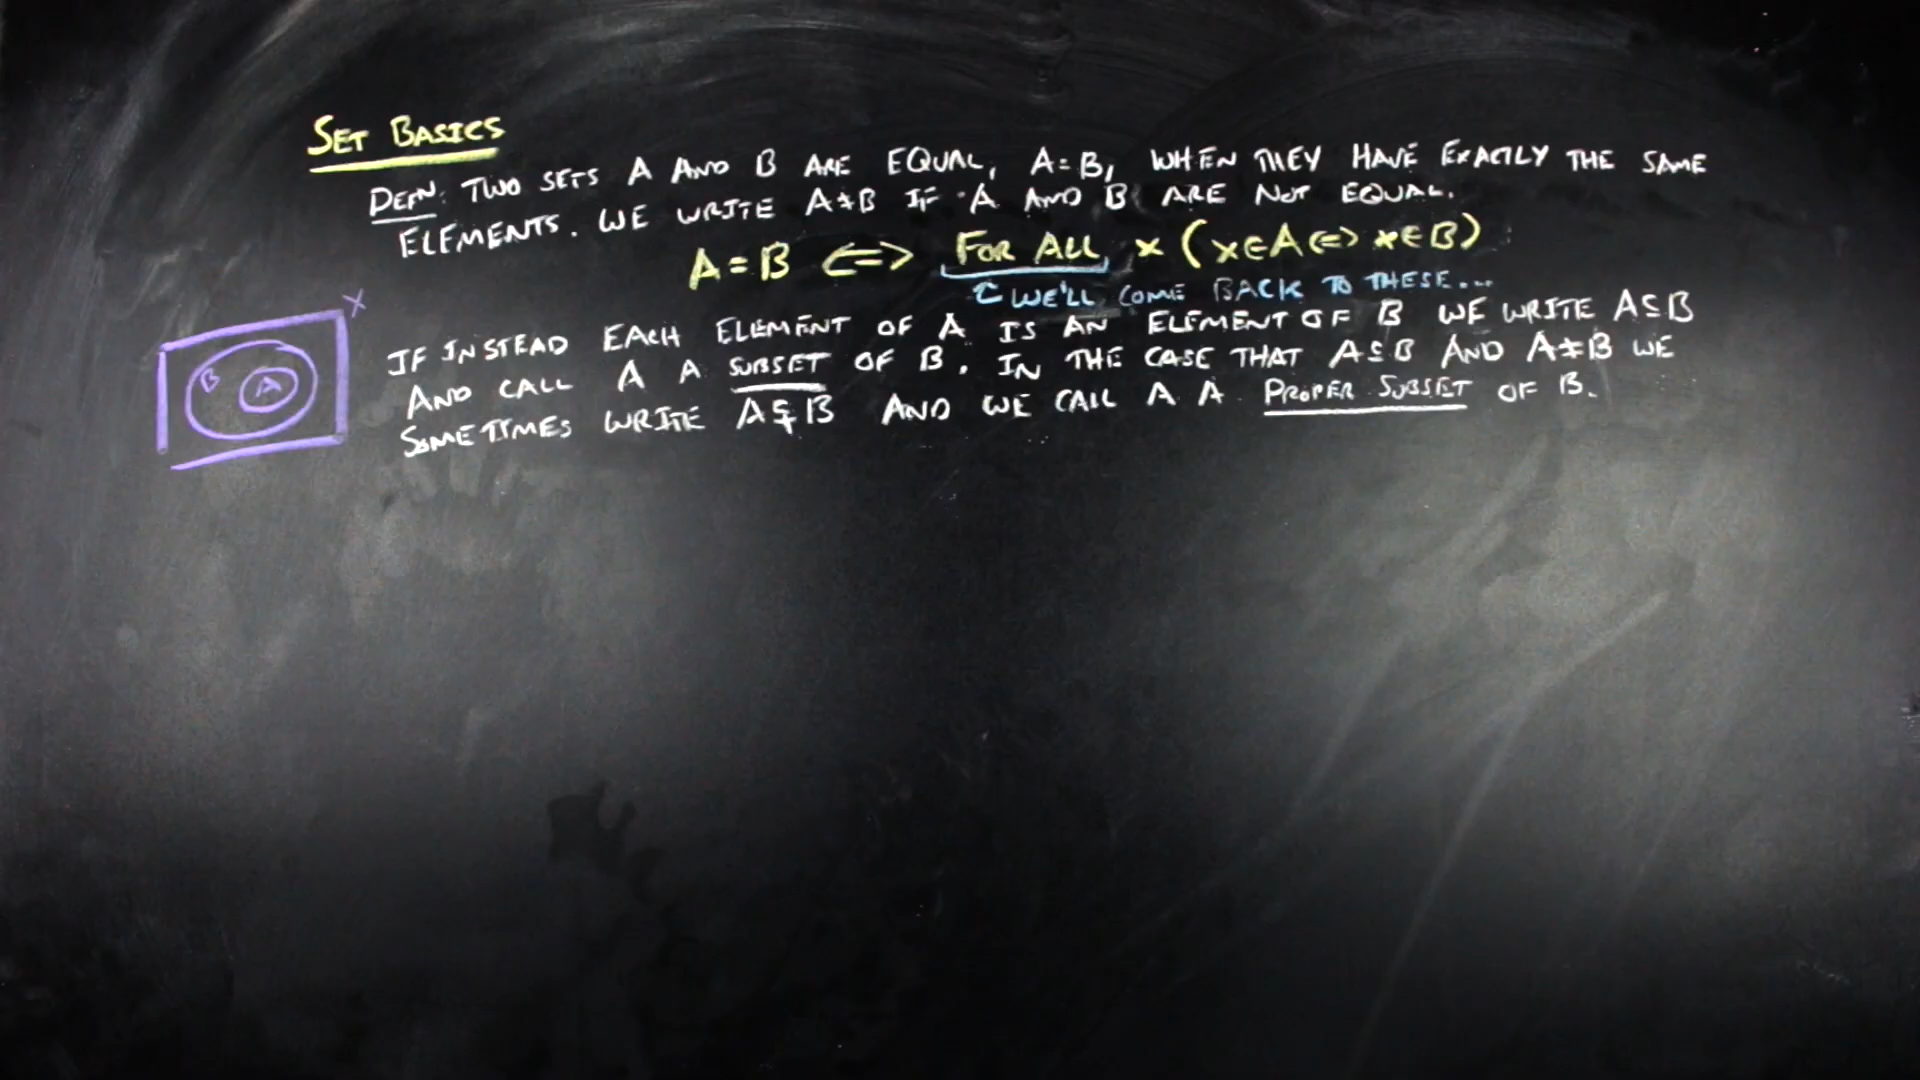 SET BASICS
DEFN: TWO SETS A AND B ARE EQUAL, A=B, WHEN THEY HAVE EXACTLY THE SAME
ELEMENTS. WE WRITE A≠B IF A AND B ARE NOT EQUAL.
A = B <=> FOR ALL x (x∈A <=> x∈B)
WE'LL COME BACK TO THESE...
X
B A
IF INSTEAD EACH ELEMENT OF A IS AN ELEMENT OF B WE WRITE A⊆B
AND CALL A A SUBSET OF B. IN THE CASE THAT A⊆B AND A≠B WE
SOMETIMES WRITE A⊊B AND WE CALL A A PROPER SUBSET OF B.